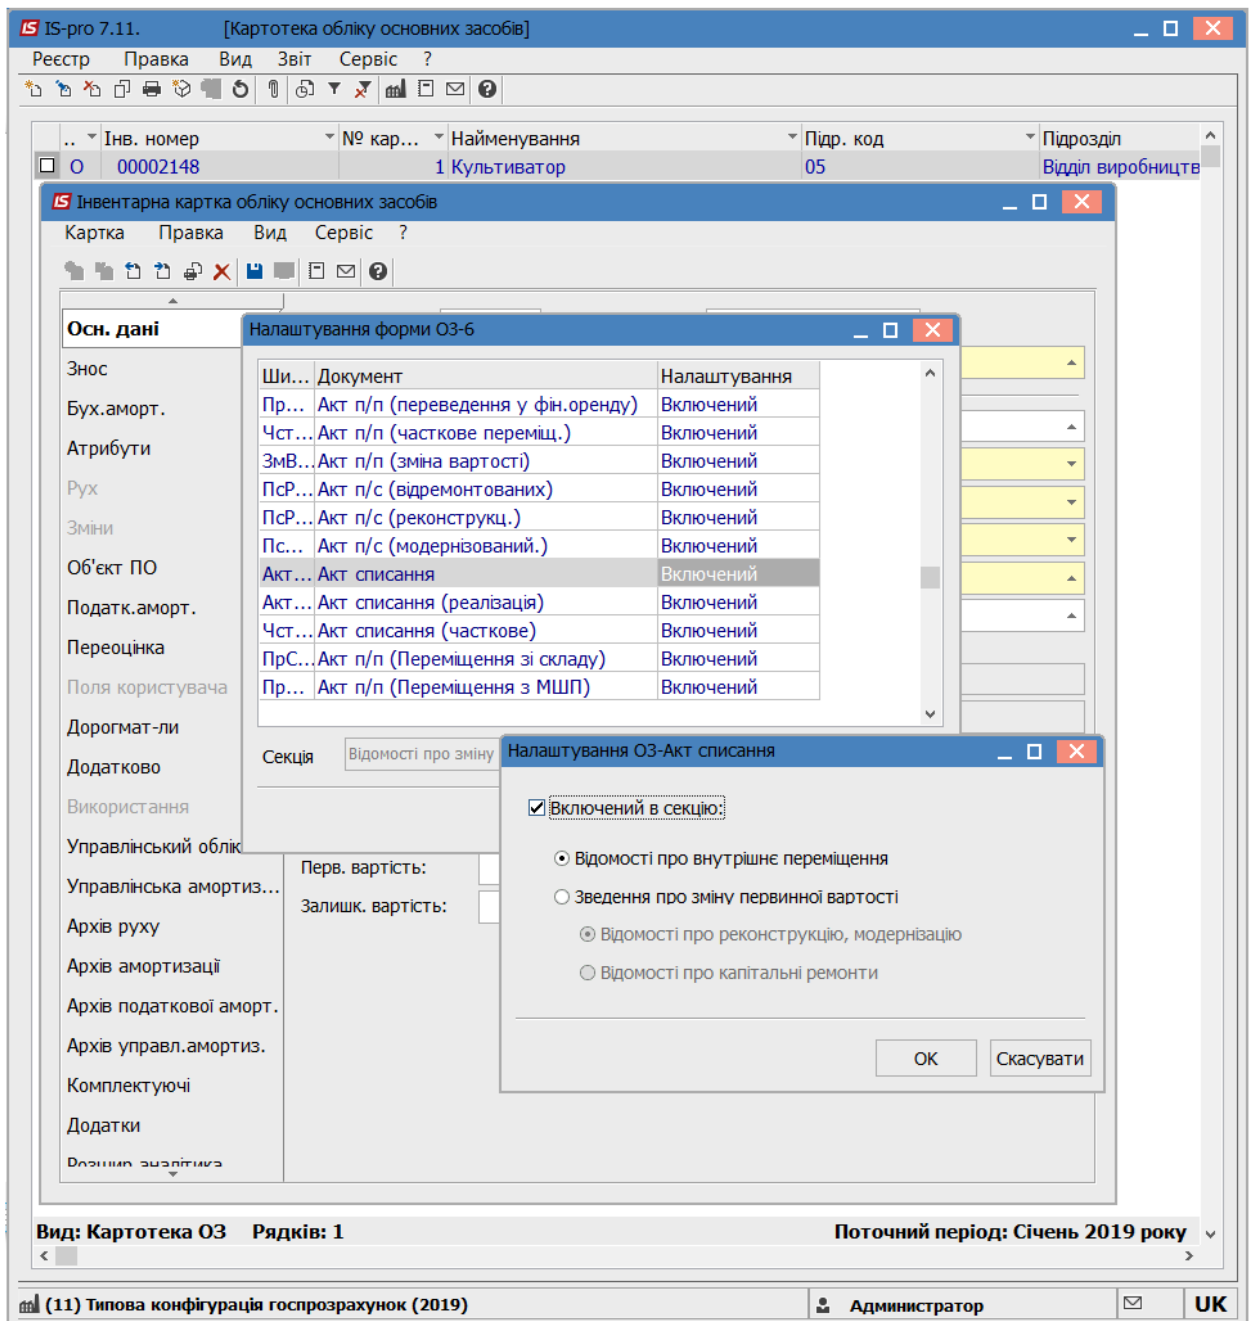 IS-pro 7.11. [Картотека обліку основних засобів]
Реєстр Правка Вид Звіт Сервіс ?
.. Інв. номер № кар... Найменування Підр. код Підрозділ
О 00002148 1 Культиватор 05 Відділ виробництв
Інвентарна картка обліку основних засобів
Картка Правка Вид Сервіс ?
Осн. дані
Знос
Бух.аморт.
Атрибути
Рух
Зміни
Об'єкт ПО
Податк.аморт.
Переоцінка
Поля користувача
Дорогмат-ли
Додатково
Використання
Управлінський облік
Управлінська амортиз...
Архів руху
Архів амортизації
Архів податкової аморт.
Архів управл.амортиз.
Комплектуючі
Додатки
Розшир.аналітика
Перв. вартість:
Залишк. вартість:
Налаштування форми ОЗ-6
Ши... Документ Налаштування
Пр... Акт п/п (переведення у фін.оренду) Включений
Чст... Акт п/п (часткове переміщ.) Включений
ЗмВ... Акт п/п (зміна вартості) Включений
ПсР... Акт п/с (відремонтованих) Включений
ПсР... Акт п/с (реконструкц.) Включений
Пс... Акт п/с (модернізований.) Включений
Акт... Акт списання Включений
Акт... Акт списання (реалізація) Включений
Чст... Акт списання (часткове) Включений
ПрС... Акт п/п (Переміщення зі складу) Включений
Пр... Акт п/п (Переміщення з МШП) Включений
Секція Відомості про зміну
Налаштування ОЗ-Акт списання
Включений в секцію:
Відомості про внутрішнє переміщення
Зведення про зміну первинної вартості
Відомості про реконструкцію, модернізацію
Відомості про капітальні ремонти
ОК Скасувати
Вид: Картотека ОЗ Рядків: 1 Поточний період: Січень 2019 року
(11) Типова конфігурація госпрозрахунок (2019) Администратор UK